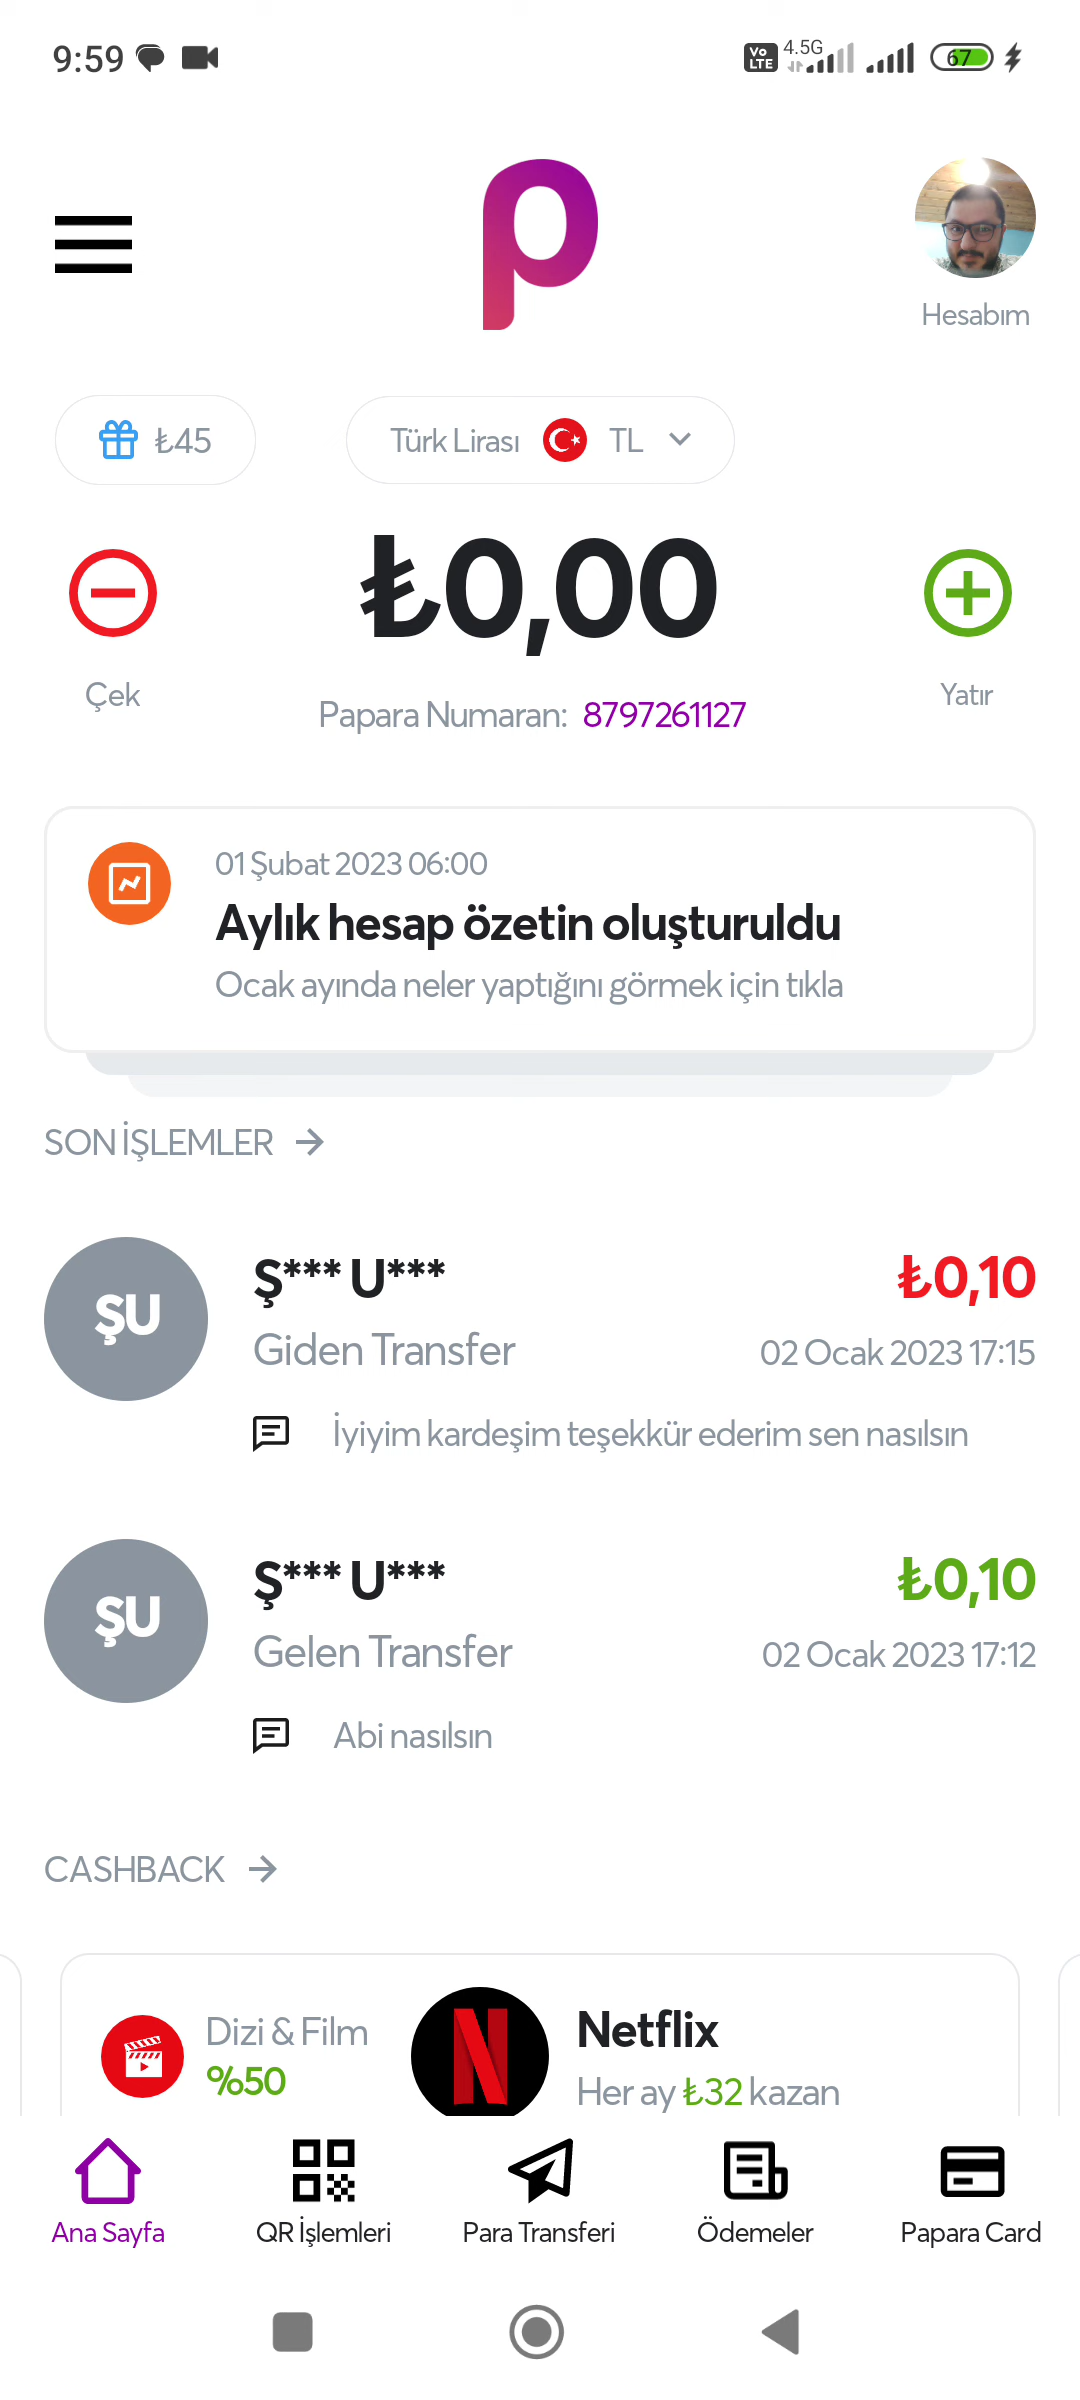 9:59 Vo LTE 4.5G 67
Hesabım
₺45
Türk Lirası TL
₺0,00
Çek
Yatır
Papara Numaran: 8797261127
01 Şubat 2023 06:00
Aylık hesap özetin oluşturuldu
Ocak ayında neler yaptığını görmek için tıkla
SON İŞLEMLER
ŞU
Ş*** U*** ₺0,10
Giden Transfer 02 Ocak 2023 17:15
İyiyim kardeşim teşekkür ederim sen nasılsın
ŞU
Ş*** U*** ₺0,10
Gelen Transfer 02 Ocak 2023 17:12
Abi nasılsın
CASHBACK
Dizi & Film
%50
N
Netflix
Her ay ₺32 kazan
Ana Sayfa QR İşlemleri Para Transferi Ödemeler Papara Card